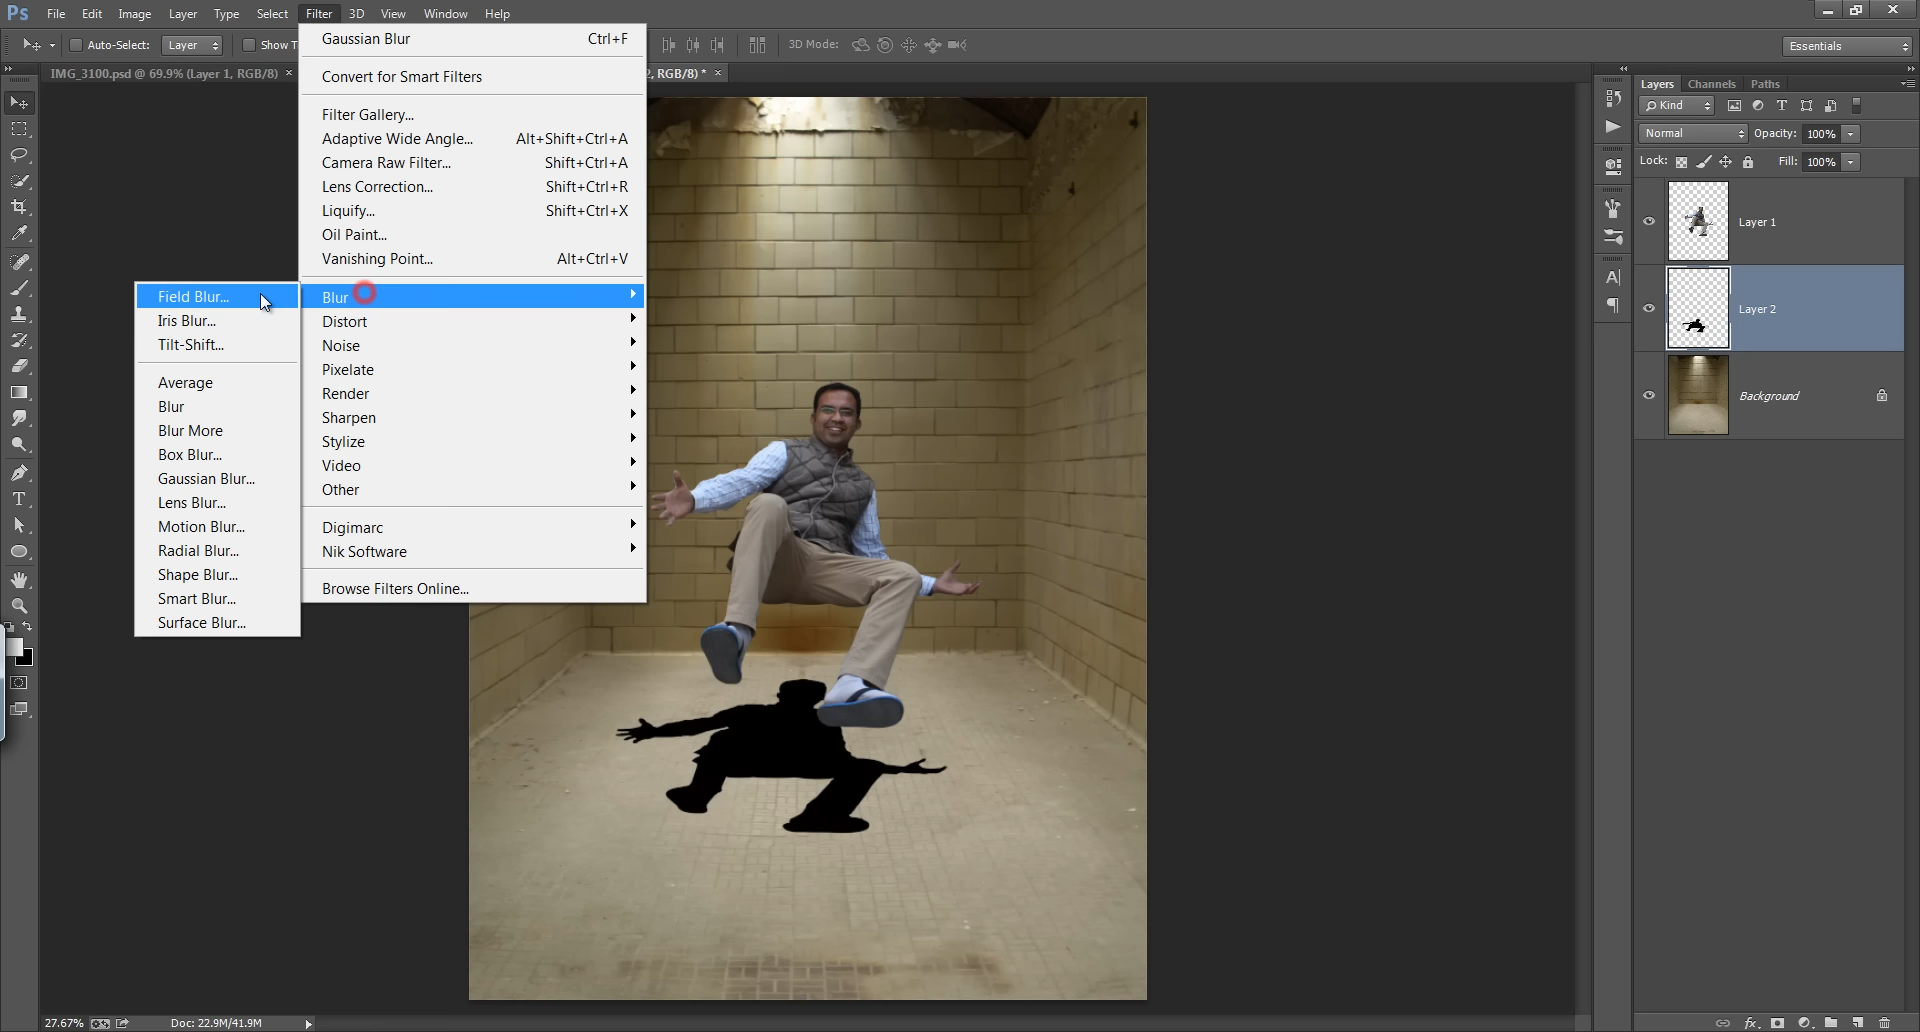 Ps File Edit Image Layer Type Select Filter 3D View Window Help
Auto-Select: Layer Show T 3D Mode: Essentials
IMG_3100.psd @ 69.9% (Layer 1, RGB/8) × 2, RGB/8) * ×
Gaussian Blur Ctrl+F
Convert for Smart Filters
Filter Gallery...
Adaptive Wide Angle... Alt+Shift+Ctrl+A
Camera Raw Filter... Shift+Ctrl+A
Lens Correction... Shift+Ctrl+R
Liquify... Shift+Ctrl+X
Oil Paint...
Vanishing Point... Alt+Ctrl+V
Blur
Distort
Noise
Pixelate
Render
Sharpen
Stylize
Video
Other
Digimarc
Nik Software
Browse Filters Online...
Field Blur...
Iris Blur...
Tilt-Shift...
Average
Blur
Blur More
Box Blur...
Gaussian Blur...
Lens Blur...
Motion Blur...
Radial Blur...
Shape Blur...
Smart Blur...
Surface Blur...
Layers Channels Paths
Kind
Normal Opacity: 100%
Lock: Fill: 100%
Layer 1
Layer 2
Background
27.67% Doc: 22.9M/41.9M